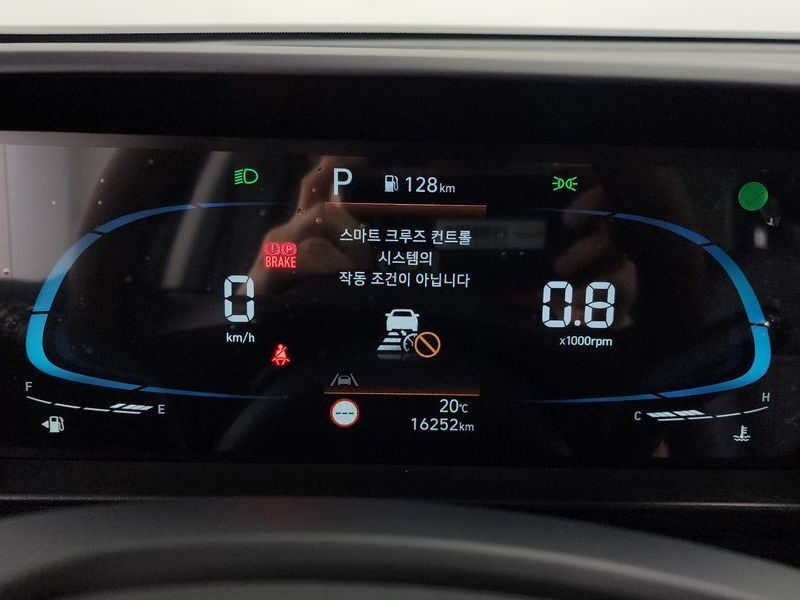 P 128km
스마트 크루즈 컨트롤
시스템의
작동 조건이 아닙니다
(!) (P)
BRAKE
0
km/h
0.8
x1000rpm
F
E
---
20℃
16252km
C
H